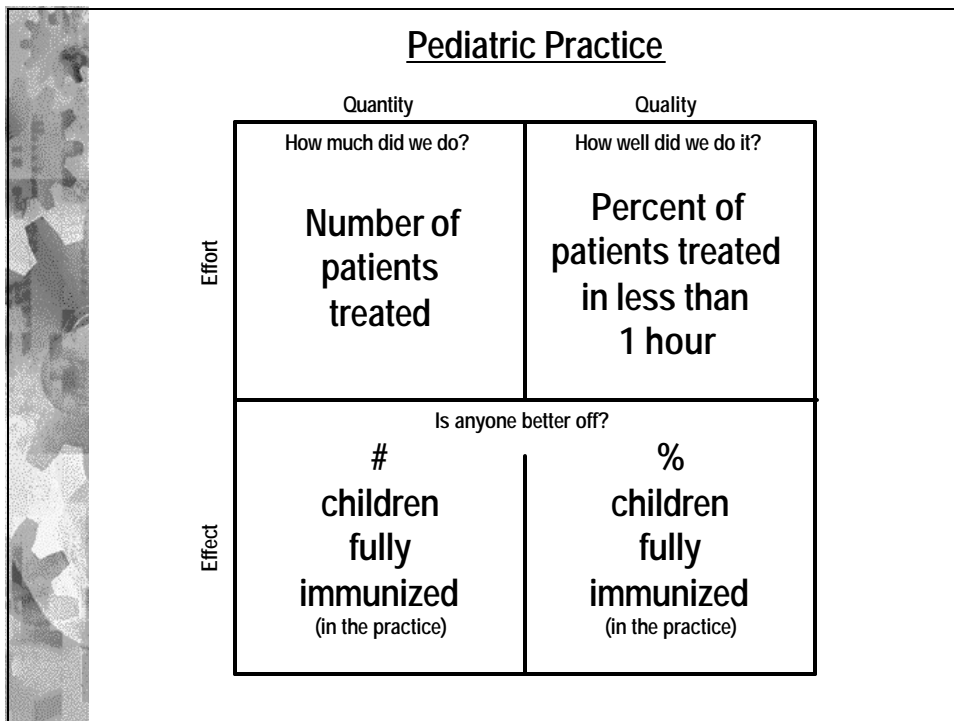 Pediatric Practice
Quantity
Quality
Effort
How much did we do?
Number of
patients
treated
How well did we do it?
Percent of
patients treated
in less than
1 hour
Effect
Is anyone better off?
#
children
fully
immunized
(in the practice)
%
children
fully
immunized
(in the practice)